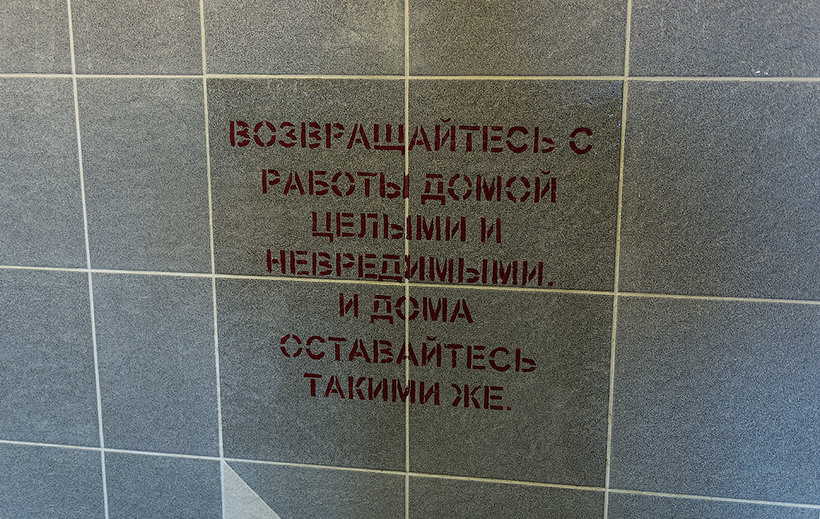 ВОЗВРАЩАЙТЕСЬ С
РАБОТЫ ДОМОЙ
ЦЕЛЫМИ И
НЕВРЕДИМЫМИ.
И ДОМА
ОСТАВАЙТЕСЬ
ТАКИМИ ЖЕ.